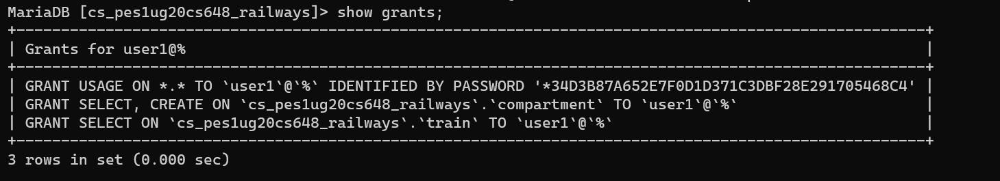 MariaDB [cs_pes1ug20cs648_railways]> show grants;
+-----------------------------------------------------------------------------------------------------+
| Grants for user1@% |
+-----------------------------------------------------------------------------------------------------+
| GRANT USAGE ON *.* TO `user1`@`%` IDENTIFIED BY PASSWORD '*34D3B87A652E7F0D1D371C3DBF28E291705468C4' |
| GRANT SELECT, CREATE ON `cs_pes1ug20cs648_railways`.`compartment` TO `user1`@`%` |
| GRANT SELECT ON `cs_pes1ug20cs648_railways`.`train` TO `user1`@`%` |
+-----------------------------------------------------------------------------------------------------+
3 rows in set (0.000 sec)